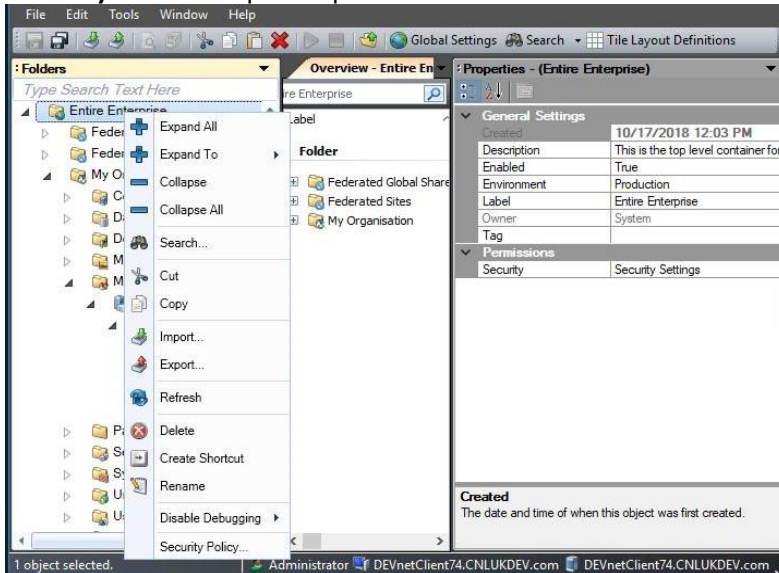 File Edit Tools Window Help
Global Settings Search Tile Layout Definitions
Folders
Type Search Text Here
Entire Enterprise
Feder
Feder
My O
C
D
D
M
M
P
S
Sy
U
U
Expand All
Expand To
Collapse
Collapse All
Search...
Cut
Copy
Import...
Export...
Refresh
Delete
Create Shortcut
Rename
Disable Debugging
Security Policy...
Overview - Entire En
ire Enterprise
Label
Folder
Federated Global Share
Federated Sites
My Organisation
Properties - (Entire Enterprise)
General Settings
Created 10/17/2018 12:03 PM
Description This is the top level container for
Enabled True
Environment Production
Label Entire Enterprise
Owner System
Tag
Permissions
Security Security Settings
Created
The date and time of when this object was first created.
1 object selected. Administrator DEVnetClient74.CNLUKDEV.com DEVnetClient74.CNLUKDEV.com